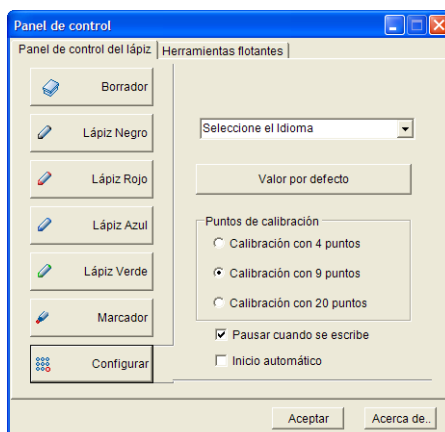 Panel de control
Panel de control del lápiz
Herramientas flotantes
Borrador
Lápiz Negro
Lápiz Rojo
Lápiz Azul
Lápiz Verde
Marcador
Configurar
Seleccione el Idioma
Valor por defecto
Puntos de calibración
Calibración con 4 puntos
Calibración con 9 puntos
Calibración con 20 puntos
Pausar cuando se escribe
Inicio automático
Aceptar
Acerca de..